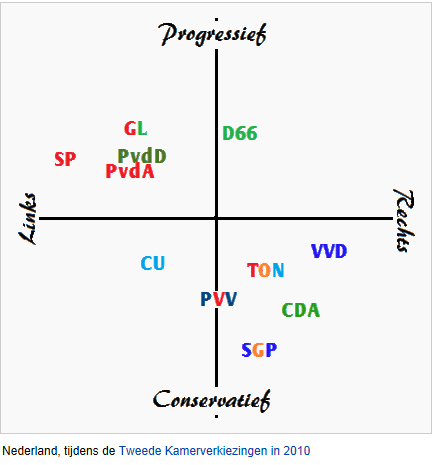 Progressief
GL
D66
PvdD
SP
PvdA
Links
Rechts
VVD
CU
TON
PVV
CDA
SGP
Conservatief
Nederland, tijdens de Tweede Kamerverkiezingen in 2010